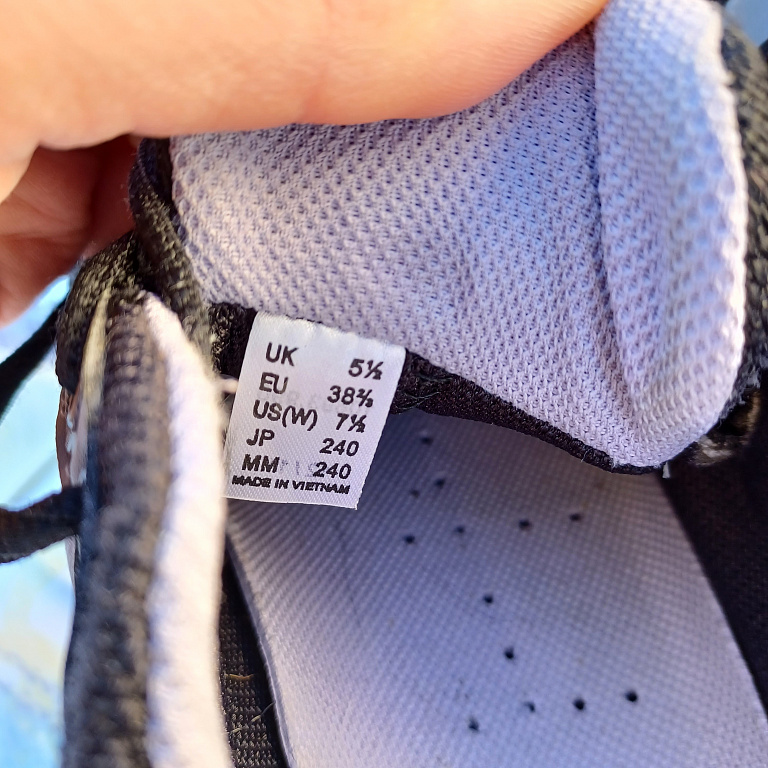 UK 5½
EU 38⅔
US(W) 7½
JP 240
MM 240
MADE IN VIETNAM